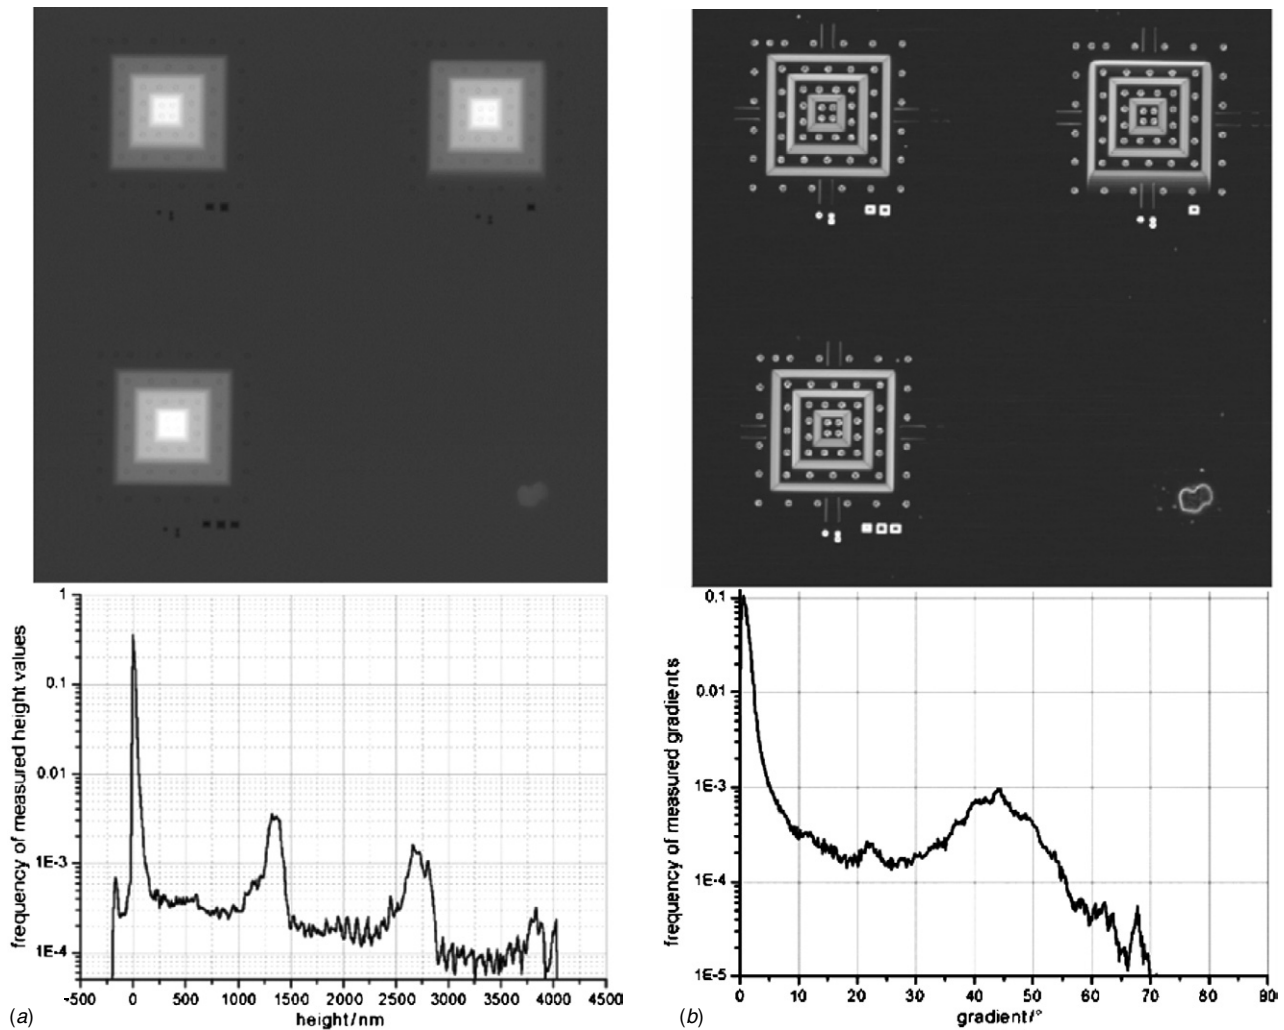 1
0.1
0.01
1E-3
1E-4
frequency of measured height values
-500 0 500 1000 1500 2000 2500 3000 3500 4000 4500
height/nm
(a)
0.1
0.01
1E-3
1E-4
1E-5
frequency of measured gradients
0 10 20 30 40 50 60 70 80 90
gradient/°
(b)